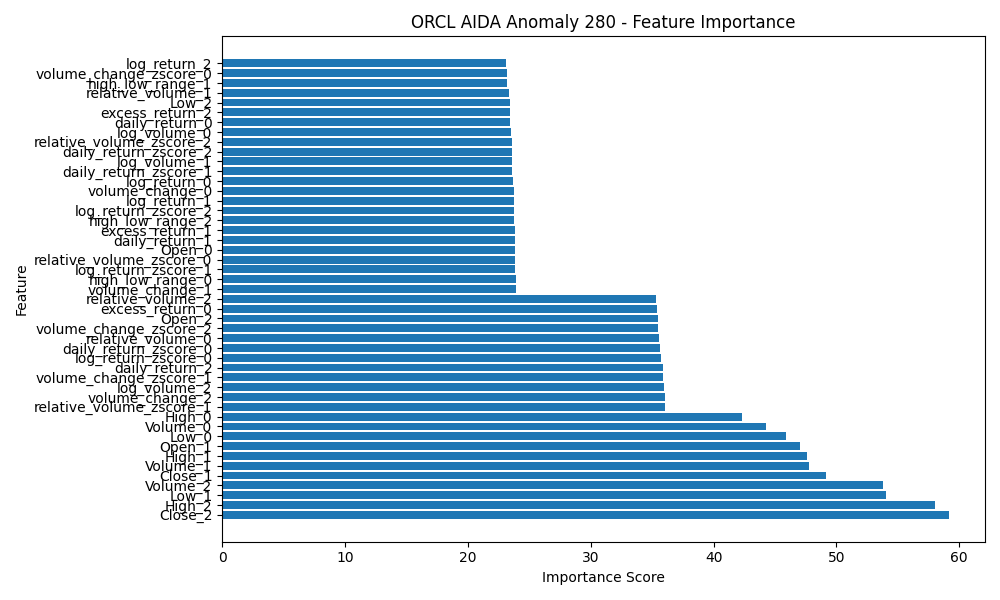 ORCL AIDA Anomaly 280 - Feature Importance
log_return_2
volume_change_zscore_0
high_low_range_1
relative_volume_1
Low_2
excess_return_2
daily_return_0
log_volume_0
relative_volume_zscore_2
daily_return_zscore_2
log_volume_1
daily_return_zscore_1
log_return_0
volume_change_0
log_return_1
log_return_zscore_2
high_low_range_2
excess_return_1
daily_return_1
Open_0
relative_volume_zscore_0
log_return_zscore_1
high_low_range_0
volume_change_1
relative_volume_2
excess_return_0
Open_2
volume_change_zscore_2
relative_volume_0
daily_return_zscore_0
log_return_zscore_0
daily_return_2
volume_change_zscore_1
log_volume_2
volume_change_2
relative_volume_zscore_1
High_0
Volume_0
Low_0
Open_1
High_1
Volume_1
Close_1
Volume_2
Low_1
High_2
Close_2
Feature
0 10 20 30 40 50 60
Importance Score